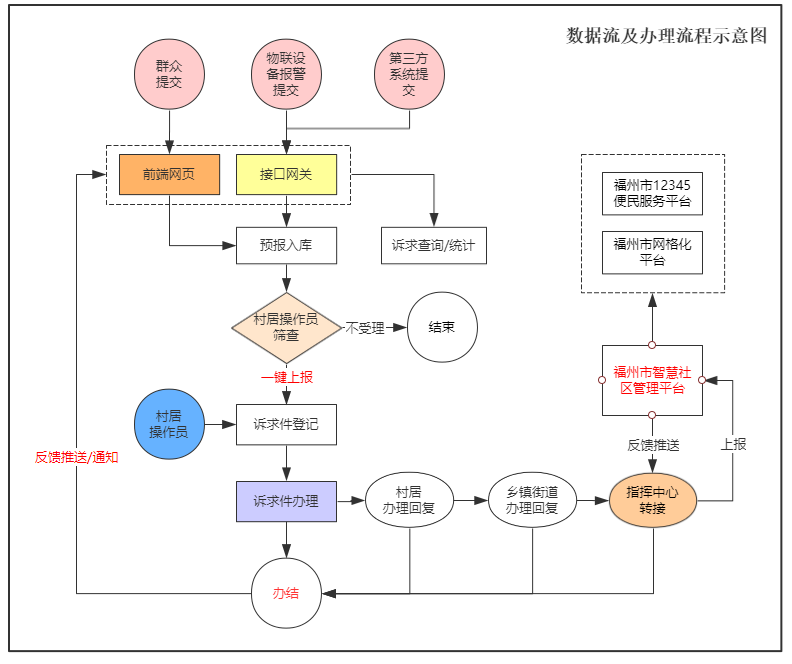 数据流及办理流程示意图
群众
提交
物联设
备报警
提交
第三方
系统提
交
前端网页
接口网关
福州市12345
便民服务平台
预报入库
诉求查询/统计
福州市网格化
平台
村居操作员
筛查
不受理
结束
一键上报
福州市智慧社
区管理平台
村居
操作员
诉求件登记
反馈推送/通知
反馈推送
上报
诉求件办理
村居
办理回复
乡镇街道
办理回复
指挥中心
转接
办结